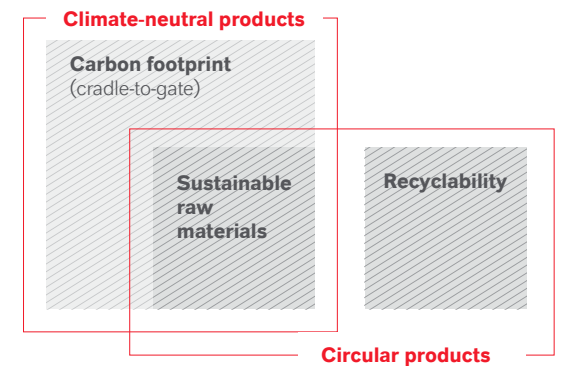 Climate-neutral products
Carbon footprint
(cradle-to-gate)
Sustainable
raw
materials
Recyclability
Circular products